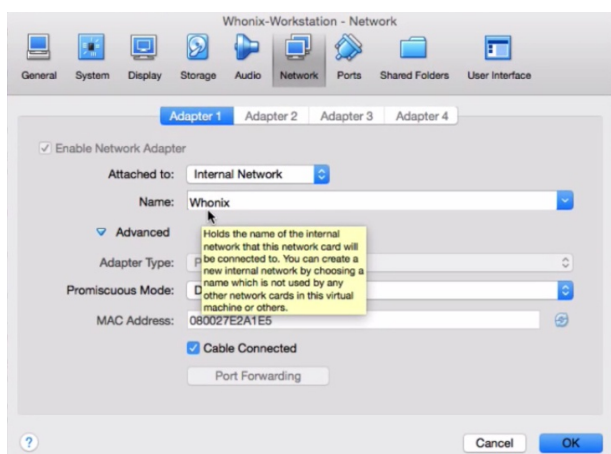 Whonix-Workstation - Network
General System Display Storage Audio Network Ports Shared Folders User Interface
Adapter 1 Adapter 2 Adapter 3 Adapter 4
Enable Network Adapter
Attached to: Internal Network
Name: Whonix
Advanced
Holds the name of the internal
network that this network card will
be connected to. You can create a
new internal network by choosing a
name which is not used by any
other network cards in this virtual
machine or others.
Adapter Type: P
Promiscuous Mode: D
MAC Address: 080027E2A1E5
Cable Connected
Port Forwarding
? Cancel OK